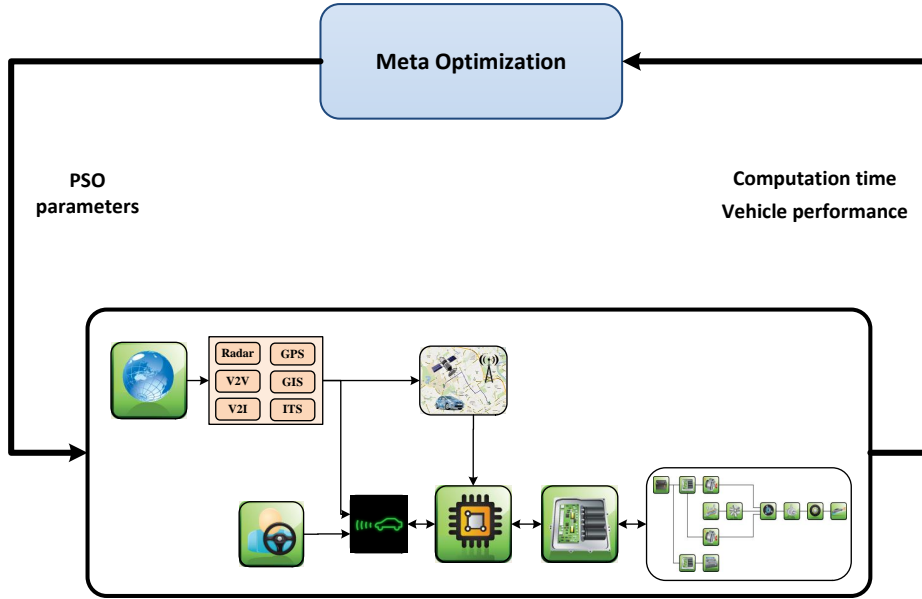 Meta Optimization
PSO
parameters
Computation time
Vehicle performance
Radar
GPS
V2V
GIS
V2I
ITS